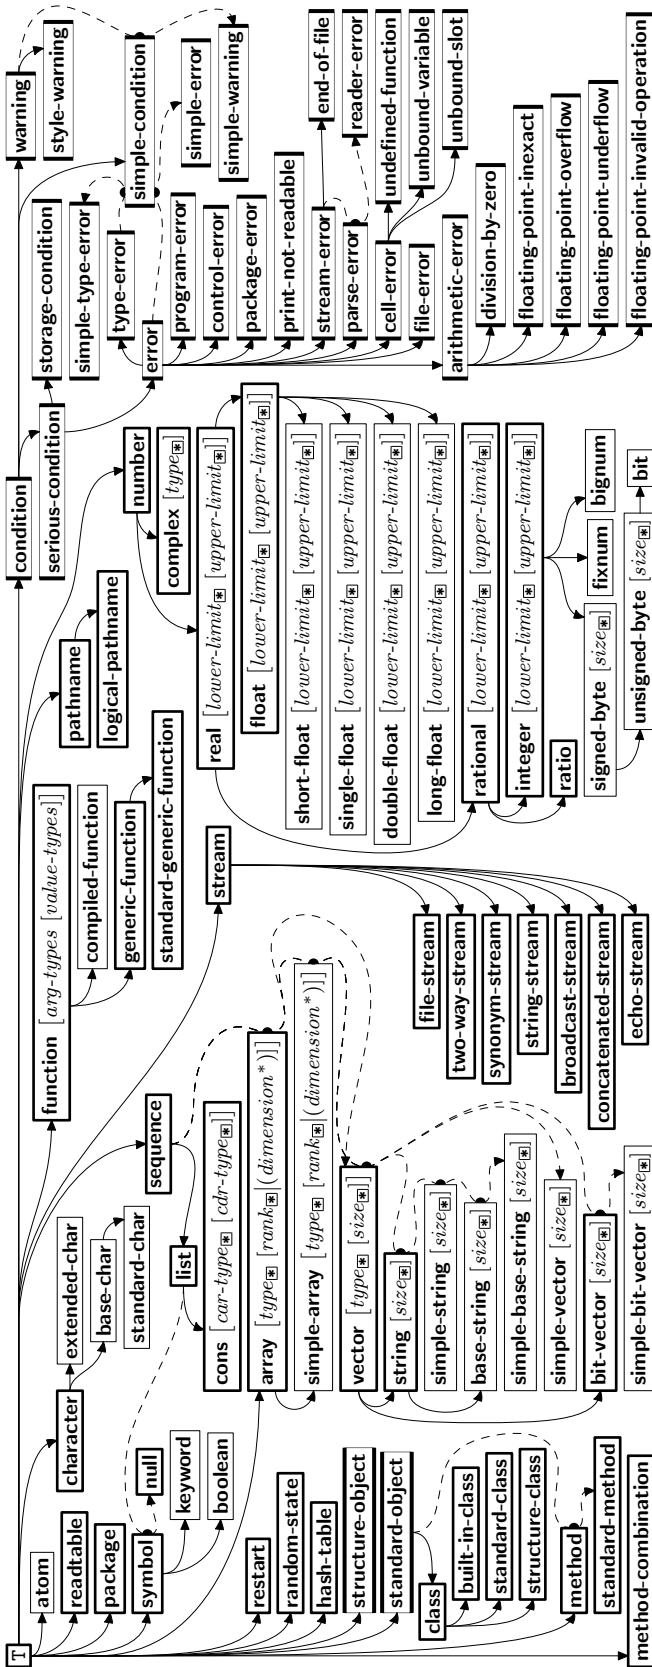 T
atom
readtable
package
symbol
null
keyword
boolean
restart
random-state
hash-table
structure-object
standard-object
class
built-in-class
standard-class
structure-class
method
standard-method
method-combination
character
extended-char
base-char
standard-char
sequence
list
cons [car-type* [cdr-type*]]
array [type* [rank*|(dimension*)]]
simple-array [type* [rank*|(dimension*)]]
vector [type* [size*]]
string [size*]
simple-string [size*]
base-string [size*]
simple-base-string [size*]
simple-vector [size*]
bit-vector [size*]
simple-bit-vector [size*]
function [arg-types [value-types]]
compiled-function
generic-function
standard-generic-function
stream
file-stream
two-way-stream
synonym-stream
string-stream
broadcast-stream
concatenated-stream
echo-stream
pathname
logical-pathname
number
complex [type*]
real [lower-limit* [upper-limit*]]
float [lower-limit* [upper-limit*]]
short-float [lower-limit* [upper-limit*]]
single-float [lower-limit* [upper-limit*]]
double-float [lower-limit* [upper-limit*]]
long-float [lower-limit* [upper-limit*]]
rational [lower-limit* [upper-limit*]]
integer [lower-limit* [upper-limit*]]
ratio
signed-byte [size*]
fixnum
bignum
unsigned-byte [size*]
bit
condition
serious-condition
storage-condition
simple-type-error
type-error
error
program-error
control-error
package-error
print-not-readable
stream-error
end-of-file
parse-error
reader-error
cell-error
undefined-function
unbound-variable
unbound-slot
file-error
arithmetic-error
division-by-zero
floating-point-inexact
floating-point-overflow
floating-point-underflow
floating-point-invalid-operation
warning
style-warning
simple-condition
simple-error
simple-warning